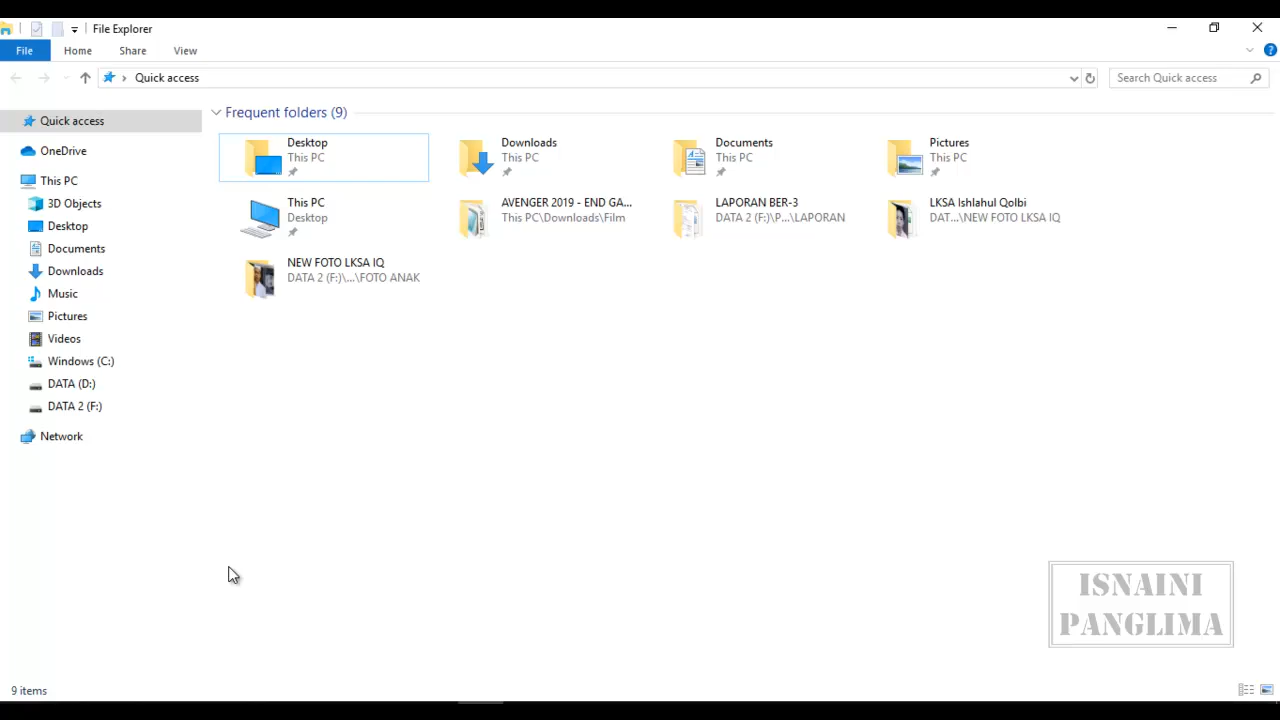 File Explorer
File
Home
Share
View
Quick access
Search Quick access
Quick access
OneDrive
This PC
3D Objects
Desktop
Documents
Downloads
Music
Pictures
Videos
Windows (C:)
DATA (D:)
DATA 2 (F:)
Network
Frequent folders (9)
Desktop
This PC
Downloads
This PC
Documents
This PC
Pictures
This PC
This PC
Desktop
AVENGER 2019 - END GA...
This PC\Downloads\Film
LAPORAN BER-3
DATA 2 (F:)\P...\LAPORAN
LKSA Ishlahul Qolbi
DAT...\NEW FOTO LKSA IQ
NEW FOTO LKSA IQ
DATA 2 (F:)\...\FOTO ANAK
ISNAINI
PANGLIMA
9 items